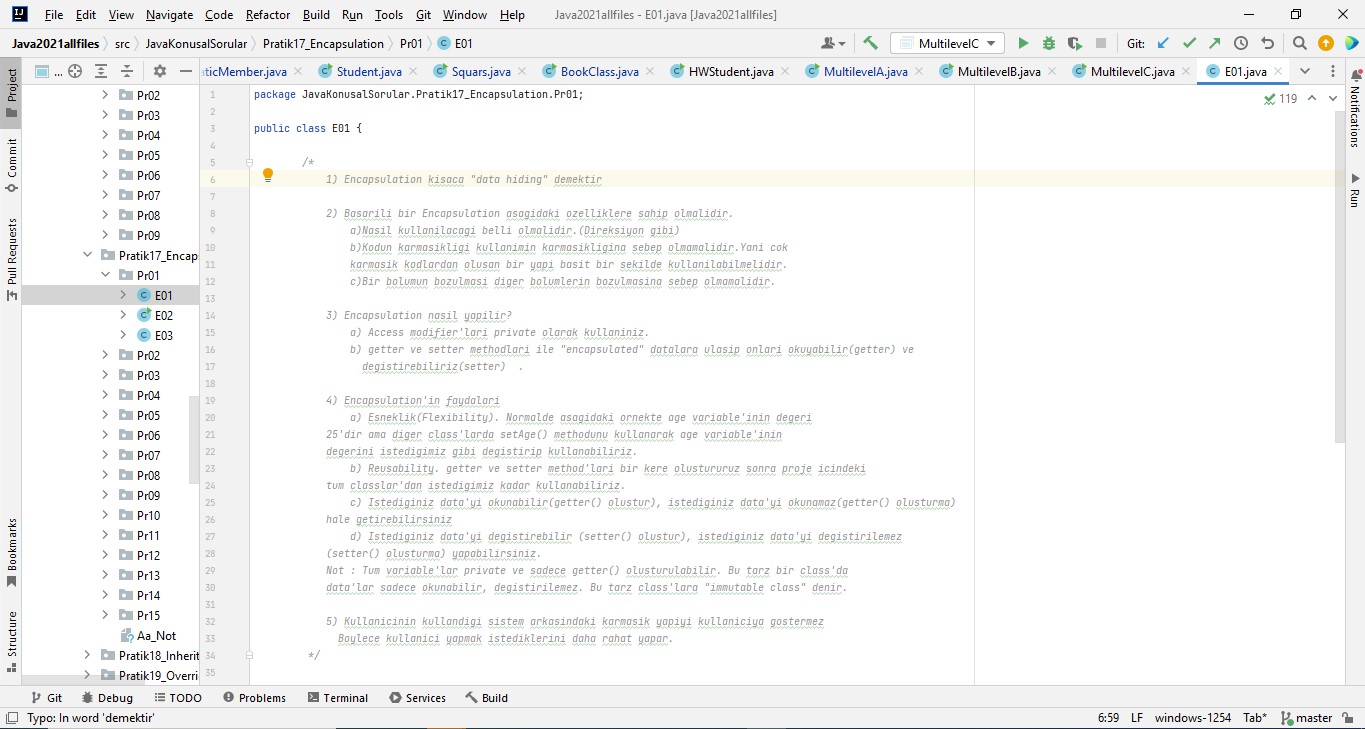 File Edit View Navigate Code Refactor Build Run Tools Git Window Help Java2021allfiles - E01.java [Java2021allfiles]
Java2021allfiles src JavaKonusalSorular Pratik17_Encapsulation Pr01 E01 MultilevelC Git:
... ticMember.java Student.java Squars.java BookClass.java HWStudent.java MultilevelA.java MultilevelB.java MultilevelC.java E01.java
Project
Commit
Pull Requests
Bookmarks
Structure
Pr02
Pr03
Pr04
Pr05
Pr06
Pr07
Pr08
Pr09
Pratik17_Encap
Pr01
E01
E02
E03
Pr02
Pr03
Pr04
Pr05
Pr06
Pr07
Pr08
Pr09
Pr10
Pr11
Pr12
Pr13
Pr14
Pr15
Aa_Not
Pratik18_Inherit
Pratik19_Overri
119
1 package JavaKonusalSorular.Pratik17_Encapsulation.Pr01;
2
3 public class E01 {
4
5 /*
6 1) Encapsulation kisaca "data hiding" demektir
7
8 2) Basarili bir Encapsulation asagidaki ozelliklere sahip olmalidir.
9 a)Nasil kullanilacagi belli olmalidir.(Direksiyon gibi)
10 b)Kodun karmasikligi kullanimin karmasikligina sebep olmamalidir.Yani cok
11 karmasik kodlardan olusan bir yapi basit bir sekilde kullanilabilmelidir.
12 c)Bir bolumun bozulmasi diger bolumlerin bozulmasina sebep olmamalidir.
13
14 3) Encapsulation nasil yapilir?
15 a) Access modifier'lari private olarak kullaniniz.
16 b) getter ve setter methodlari ile "encapsulated" datalara ulasip onlari okuyabilir(getter) ve
17 degistirebiliriz(setter) .
18
19 4) Encapsulation'in faydalari
20 a) Esneklik(Flexibility). Normalde asagidaki ornekte age variable'inin degeri
21 25'dir ama diger class'larda setAge() methodunu kullanarak age variable'inin
22 degerini istedigimiz gibi degistirip kullanabiliriz.
23 b) Reusability. getter ve setter method'lari bir kere olustururuz sonra proje icindeki
24 tum classlar'dan istedigimiz kadar kullanabiliriz.
25 c) Istediginiz data'yi okunabilir(getter() olustur), istediginiz data'yi okunamaz(getter() olusturma)
26 hale getirebilirsiniz
27 d) Istediginiz data'yi degistirebilir (setter() olustur), istediginiz data'yi degistirilemez
28 (setter() olusturma) yapabilirsiniz.
29 Not : Tum variable'lar private ve sadece getter() olusturulabilir. Bu tarz bir class'da
30 data'lar sadece okunabilir, degistirilemez. Bu tarz class'lara "immutable class" denir.
31
32 5) Kullanicinin kullandigi sistem arkasindaki karmasik yapiyi kullaniciya gostermez
33 Boylece kullanici yapmak istediklerini daha rahat yapar.
34 */
35
Notifications
Run
Git Debug TODO Problems Terminal Services Build
Typo: In word 'demektir' 6:59 LF windows-1254 Tab* master